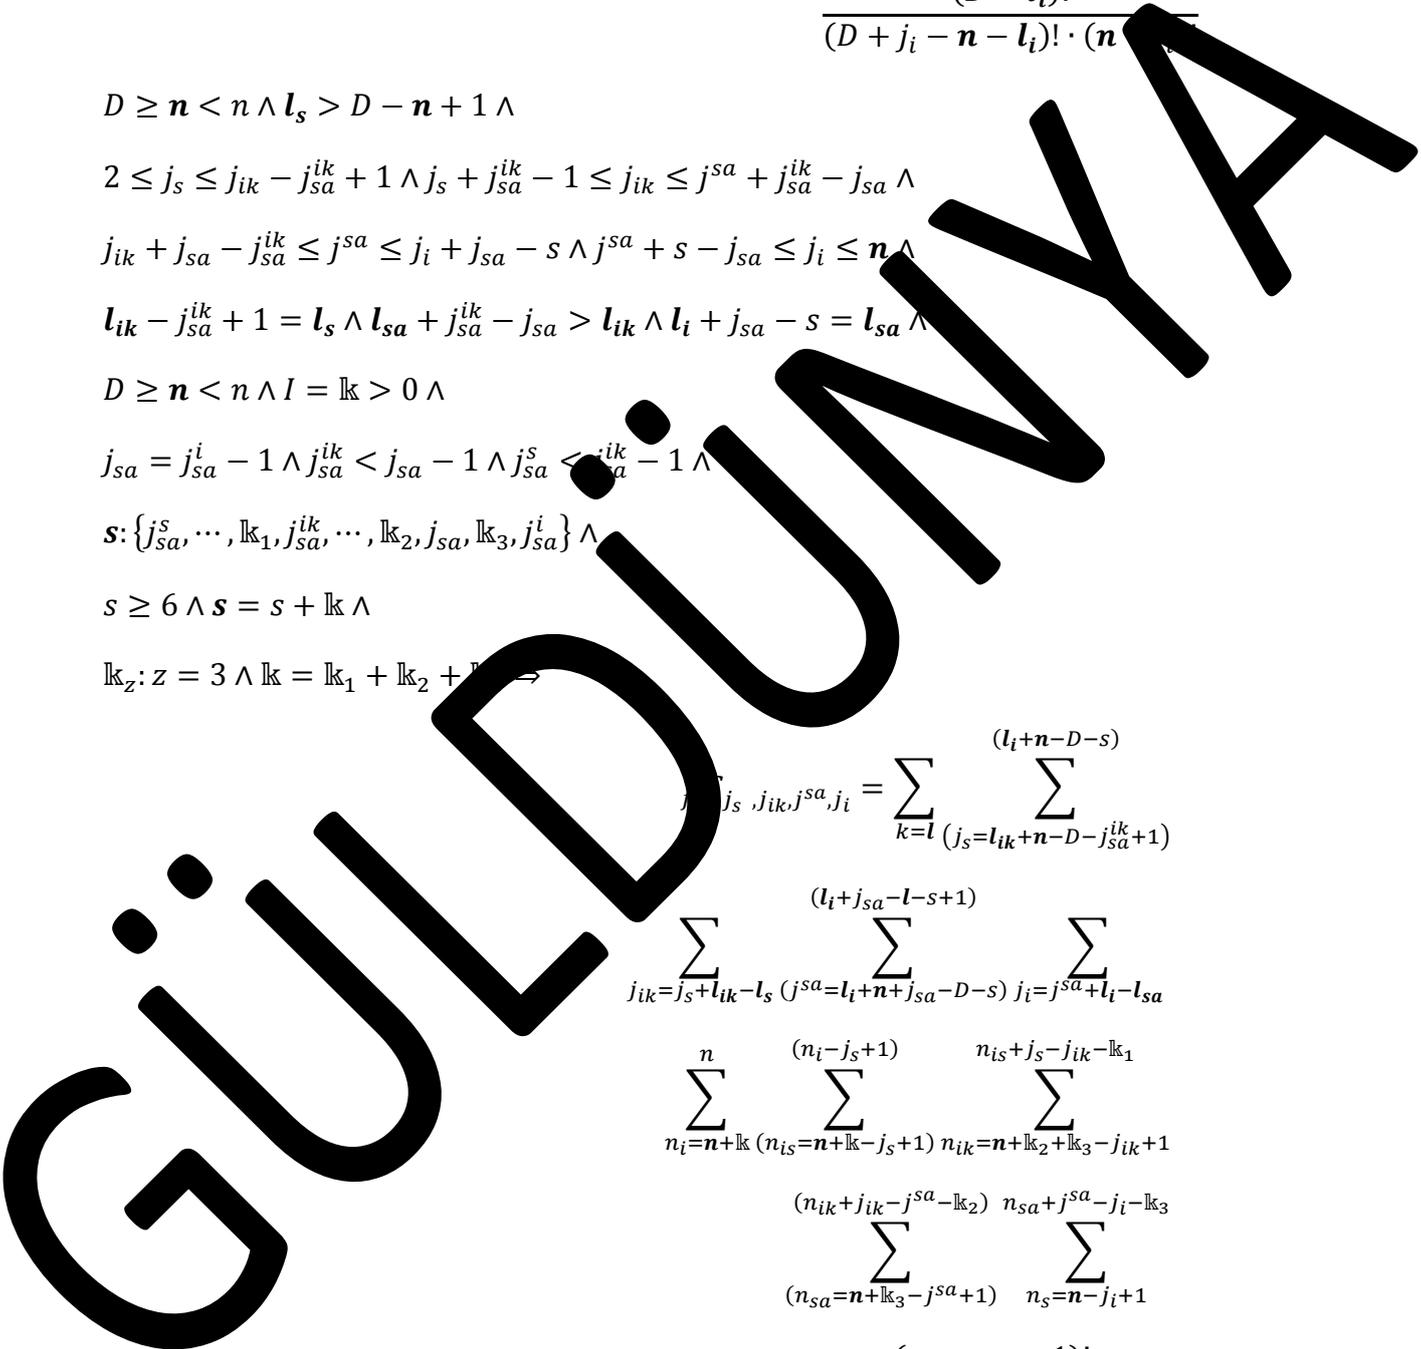 (D + j_i − n − l_i)! · (n
D ≥ n < n ∧ l_s > D − n + 1 ∧
2 ≤ j_s ≤ j_ik − j_sa^ik + 1 ∧ j_s + j_sa^ik − 1 ≤ j_ik ≤ j^sa + j_sa^ik − j_sa ∧
j_ik + j_sa − j_sa^ik ≤ j^sa ≤ j_i + j_sa − s ∧ j^sa + s − j_sa ≤ j_i ≤ n ∧
l_ik − j_sa^ik + 1 = l_s ∧ l_sa + j_sa^ik − j_sa > l_ik ∧ l_i + j_sa − s = l_sa ∧
D ≥ n < n ∧ I = 𝕜 > 0 ∧
j_sa = j_sa^i − 1 ∧ j_sa^ik < j_sa − 1 ∧ j_sa^s < j_sa^ik − 1 ∧
s: {j_sa^s, ⋯ , 𝕜_1, j_sa^ik, ⋯ , 𝕜_2, j_sa, 𝕜_3, j_sa^i} ∧
s ≥ 6 ∧ s = s + 𝕜 ∧
𝕜_z: z = 3 ∧ 𝕜 = 𝕜_1 + 𝕜_2 + ⇒
(l_i+n−D−s)
j_s ,j_ik,j^sa,j_i = ∑ ∑
k=l (j_s=l_ik+n−D−j_sa^ik+1)
(l_i+j_sa−l−s+1)
∑ ∑ ∑
j_ik=j_s+l_ik−l_s (j^sa=l_i+n+j_sa−D−s) j_i=j^sa+l_i−l_sa
n (n_i−j_s+1) n_is+j_s−j_ik−𝕜_1
∑ ∑ ∑
n_i=n+𝕜 (n_is=n+𝕜−j_s+1) n_ik=n+𝕜_2+𝕜_3−j_ik+1
(n_ik+j_ik−j^sa−𝕜_2) n_sa+j^sa−j_i−𝕜_3
∑ ∑
(n_sa=n+𝕜_3−j^sa+1) n_s=n−j_i+1
GÜLDÜNYA